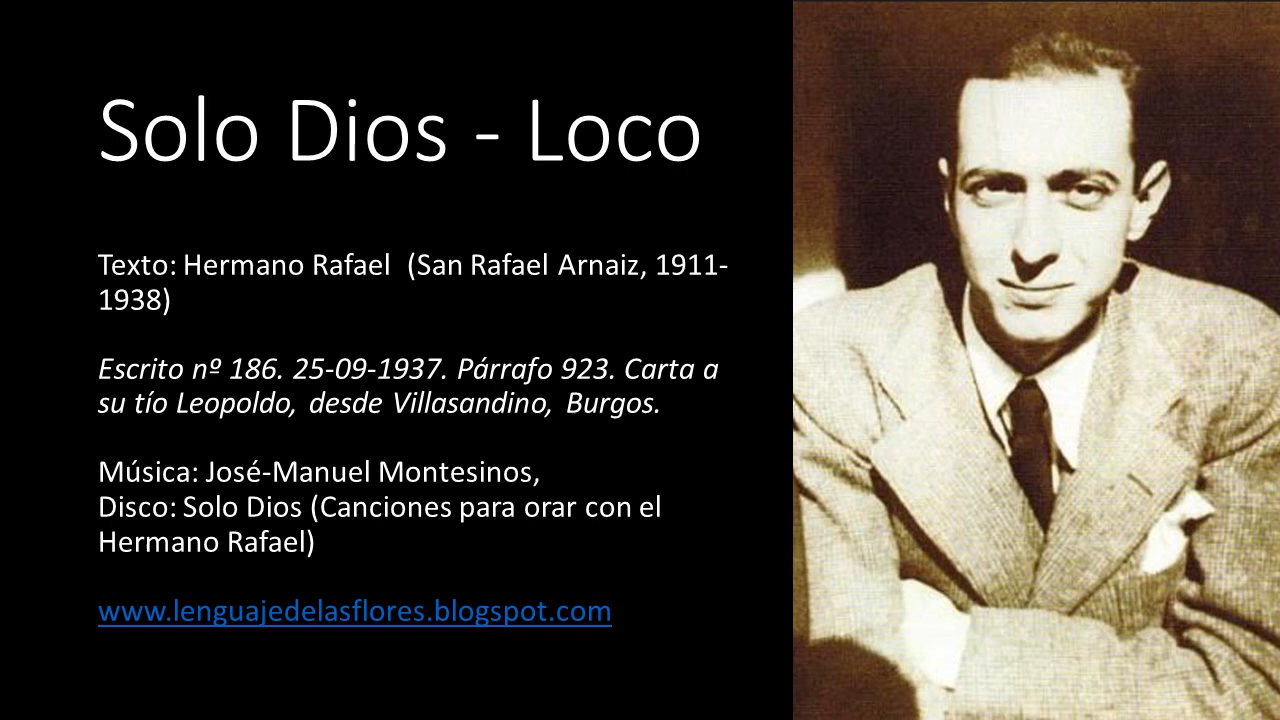 Solo Dios - Loco
Texto: Hermano Rafael (San Rafael Arnaiz, 1911-
1938)
Escrito nº 186. 25-09-1937. Párrafo 923. Carta a
su tío Leopoldo, desde Villasandino, Burgos.
Música: José-Manuel Montesinos,
Disco: Solo Dios (Canciones para orar con el
Hermano Rafael)
www.lenguajedelasflores.blogspot.com